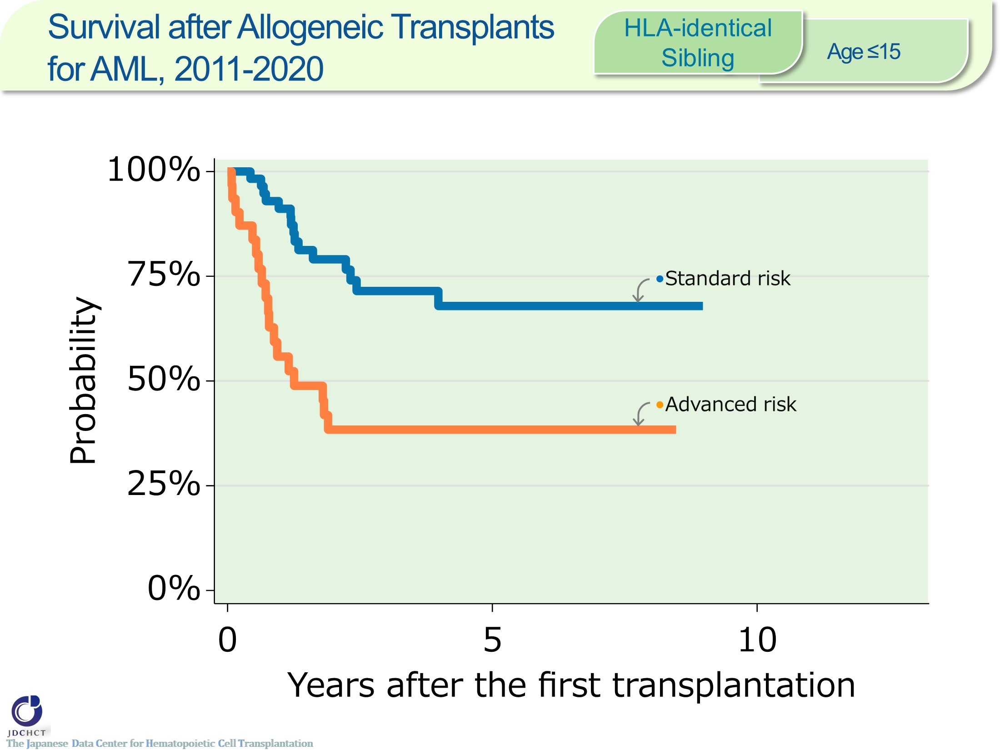 Survival after Allogeneic Transplants
for AML, 2011-2020
HLA-identical
Sibling
Age ≤15
100%
75%
50%
25%
0%
Probability
•Standard risk
•Advanced risk
0
5
10
Years after the first transplantation
JDCHCT
The Japanese Data Center for Hematopoietic Cell Transplantation